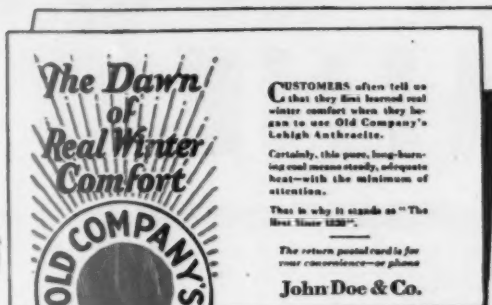 The Dawn
of
Real Winter
Comfort
OLD COMPANY'S
CUSTOMERS often tell us
that they first learned real
winter comfort when they be-
gan to use Old Company's
Lehigh Anthracite.
Certainly, this pure, long-burn-
ing coal means steady, adequate
heat—with the minimum of
attention.
That is why it stands as "The
Best Since 1820".
The return postal card is for
your convenience—or phone
John Doe & Co.